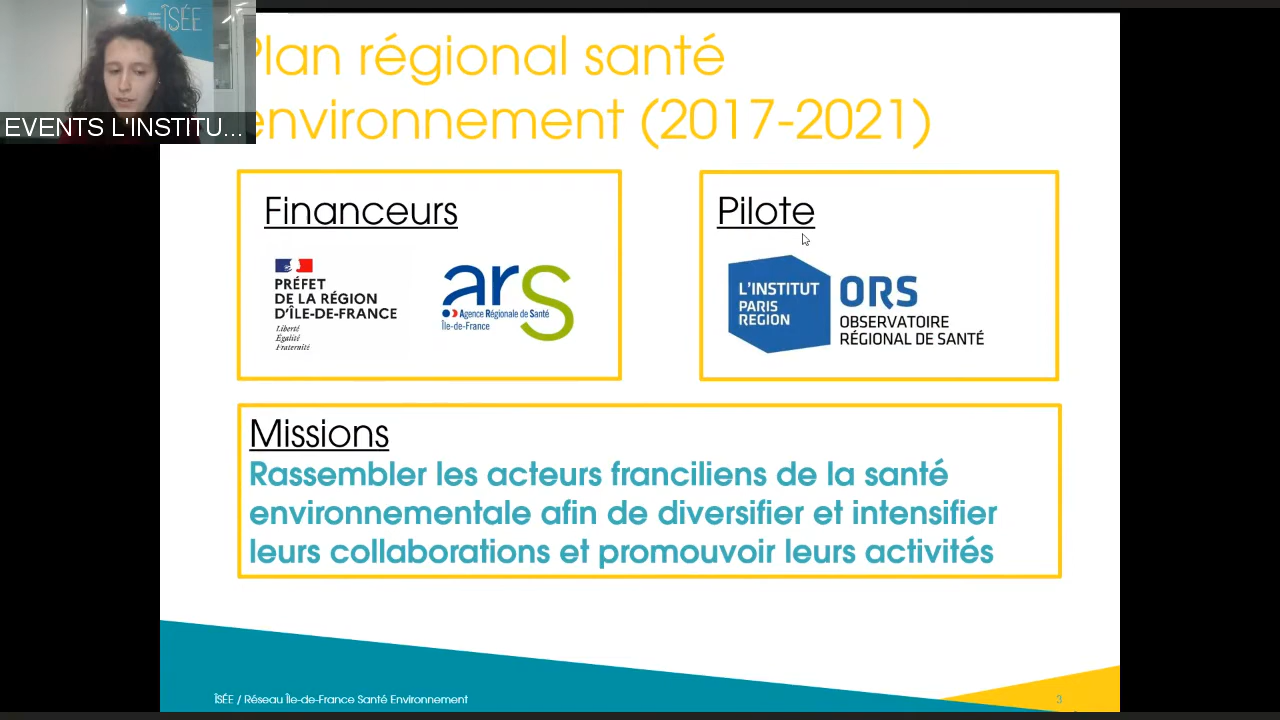 ÎSÉE
EVENTS L'INSTITU...
Plan régional santé
environnement (2017-2021)
Financeurs
PRÉFET
DE LA RÉGION
D'ÎLE-DE-FRANCE
Liberté
Égalité
Fraternité
ars
Agence Régionale de Santé
Île-de-France
Pilote
L'INSTITUT
PARIS
REGION
ORS
OBSERVATOIRE
RÉGIONAL DE SANTÉ
Missions
Rassembler les acteurs franciliens de la santé
environnementale afin de diversifier et intensifier
leurs collaborations et promouvoir leurs activités
ÎSÉE / Réseau Île-de-France Santé Environnement
3